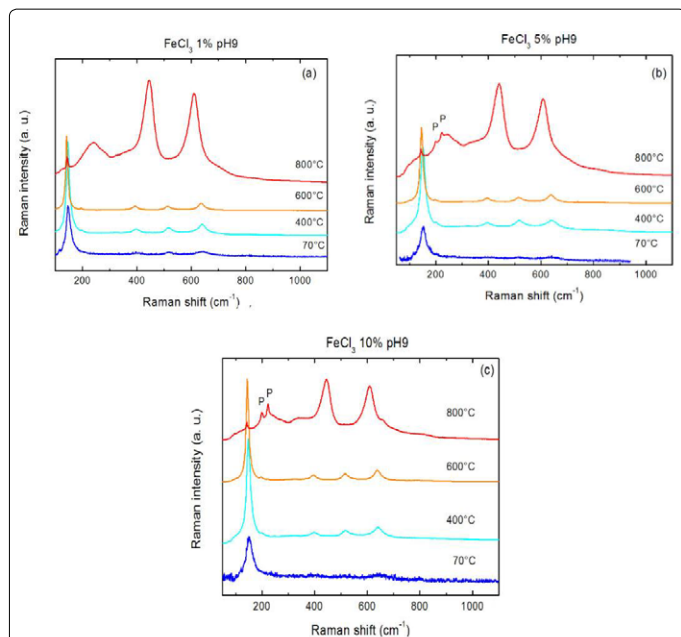 FeCl3 1% pH9
(a)
Raman intensity (a. u.)
800°C
600°C
400°C
70°C
200 400 600 800 1000
Raman shift (cm-1)
FeCl3 5% pH9
(b)
P P
Raman intensity (a. u.)
800°C
600°C
400°C
70°C
200 400 600 800 1000
Raman shift (cm-1)
FeCl3 10% pH9
(c)
P P
Raman intensity (a. u.)
800°C
600°C
400°C
70°C
200 400 600 800 1000
Raman shift (cm-1)